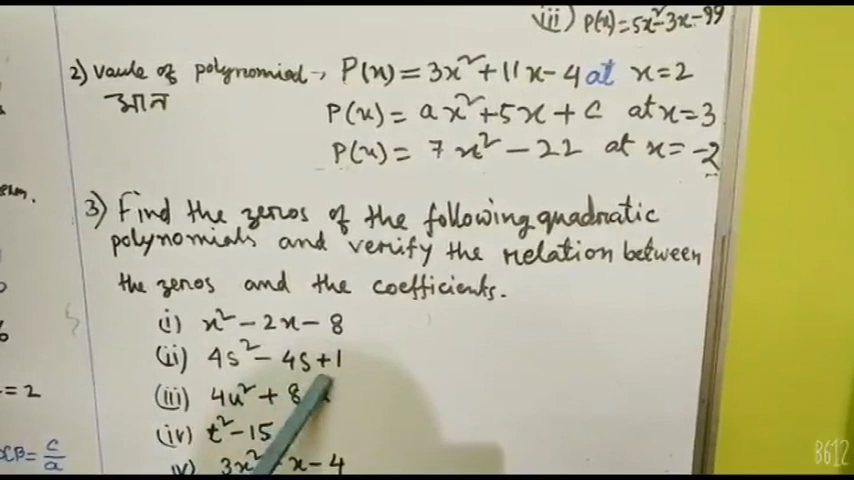 iii) P(x) = 5x² - 3x - 99
2) vaule of polynomial → P(x) = 3x² + 11x - 4 at x = 2
मान
P(x) = ax² + 5x + c at x = 3
P(x) = 7x² - 22 at x = -2
3) Find the zeros of the following quadratic
polynomials and verify the relation between
the zeros and the coefficients.
(i) x² - 2x - 8
(ii) 4s² - 4s + 1
(iii) 4u² + 8
(iv) t² - 15
v) 3x² - x - 4
= 2
= c/a
B612